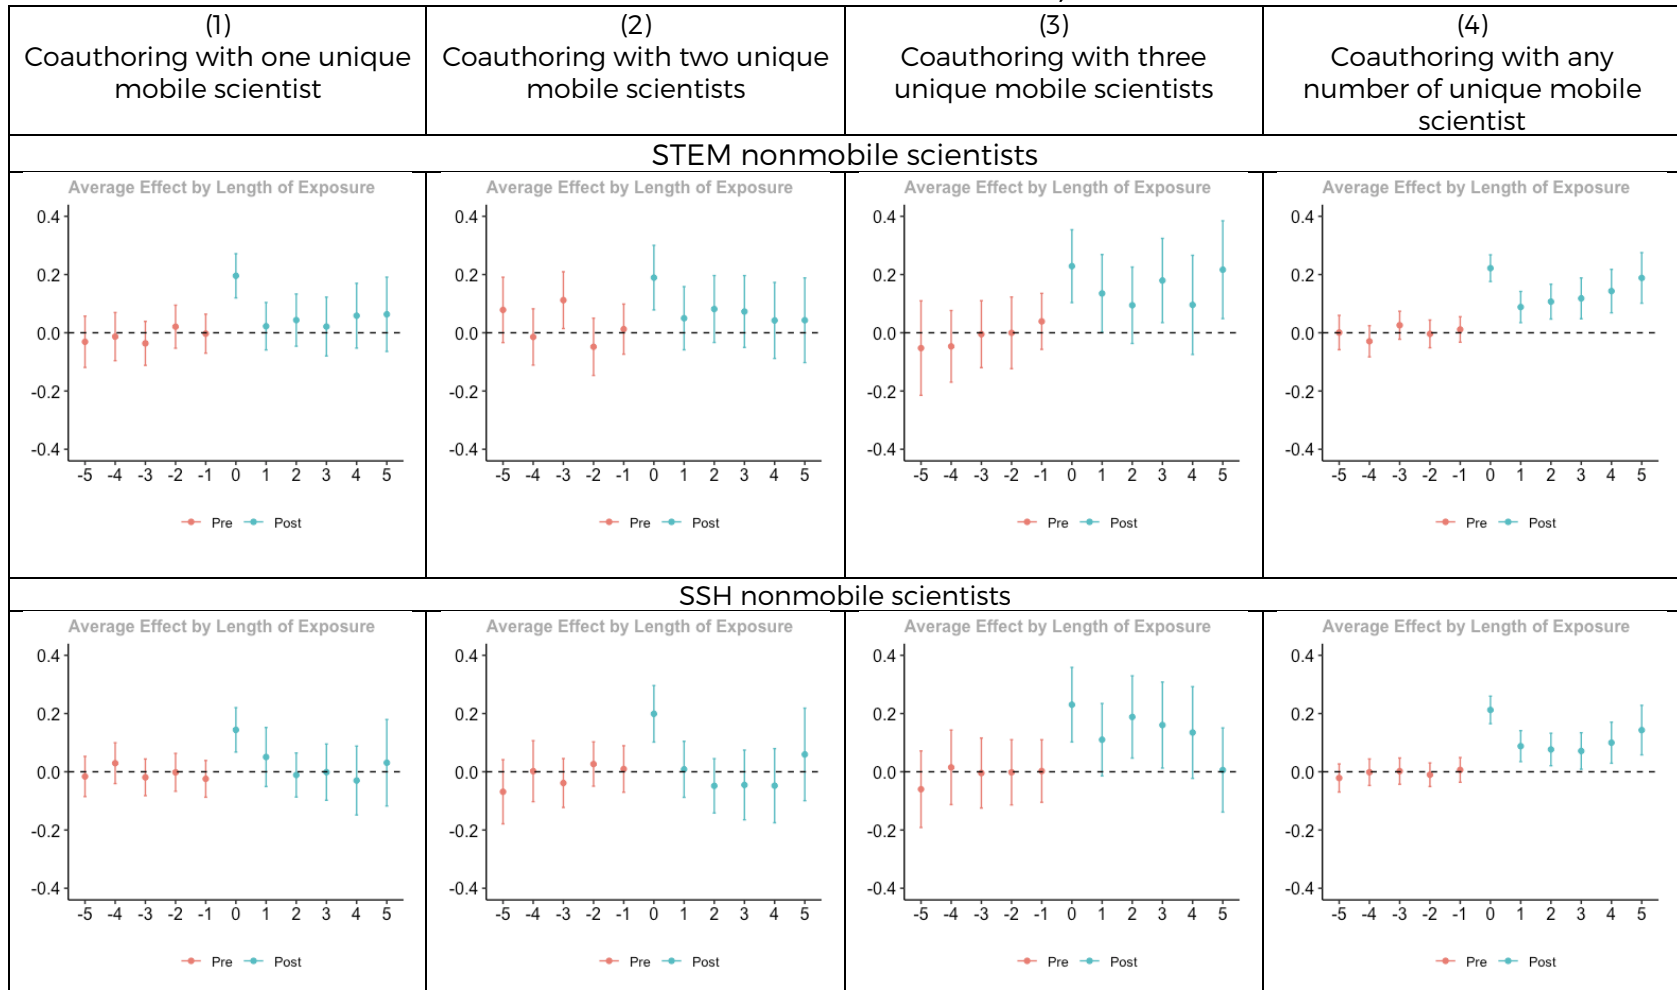 (1)
Coauthoring with one unique
mobile scientist
(2)
Coauthoring with two unique
mobile scientists
(3)
Coauthoring with three
unique mobile scientists
(4)
Coauthoring with any
number of unique mobile
scientist
STEM nonmobile scientists
Average Effect by Length of Exposure
0.4
0.2
0.0
-0.2
-0.4
-5 -4 -3 -2 -1 0 1 2 3 4 5
Pre Post
Average Effect by Length of Exposure
0.4
0.2
0.0
-0.2
-0.4
-5 -4 -3 -2 -1 0 1 2 3 4 5
Pre Post
Average Effect by Length of Exposure
0.4
0.2
0.0
-0.2
-0.4
-5 -4 -3 -2 -1 0 1 2 3 4 5
Pre Post
Average Effect by Length of Exposure
0.4
0.2
0.0
-0.2
-0.4
-5 -4 -3 -2 -1 0 1 2 3 4 5
Pre Post
SSH nonmobile scientists
Average Effect by Length of Exposure
0.4
0.2
0.0
-0.2
-0.4
-5 -4 -3 -2 -1 0 1 2 3 4 5
Pre Post
Average Effect by Length of Exposure
0.4
0.2
0.0
-0.2
-0.4
-5 -4 -3 -2 -1 0 1 2 3 4 5
Pre Post
Average Effect by Length of Exposure
0.4
0.2
0.0
-0.2
-0.4
-5 -4 -3 -2 -1 0 1 2 3 4 5
Pre Post
Average Effect by Length of Exposure
0.4
0.2
0.0
-0.2
-0.4
-5 -4 -3 -2 -1 0 1 2 3 4 5
Pre Post